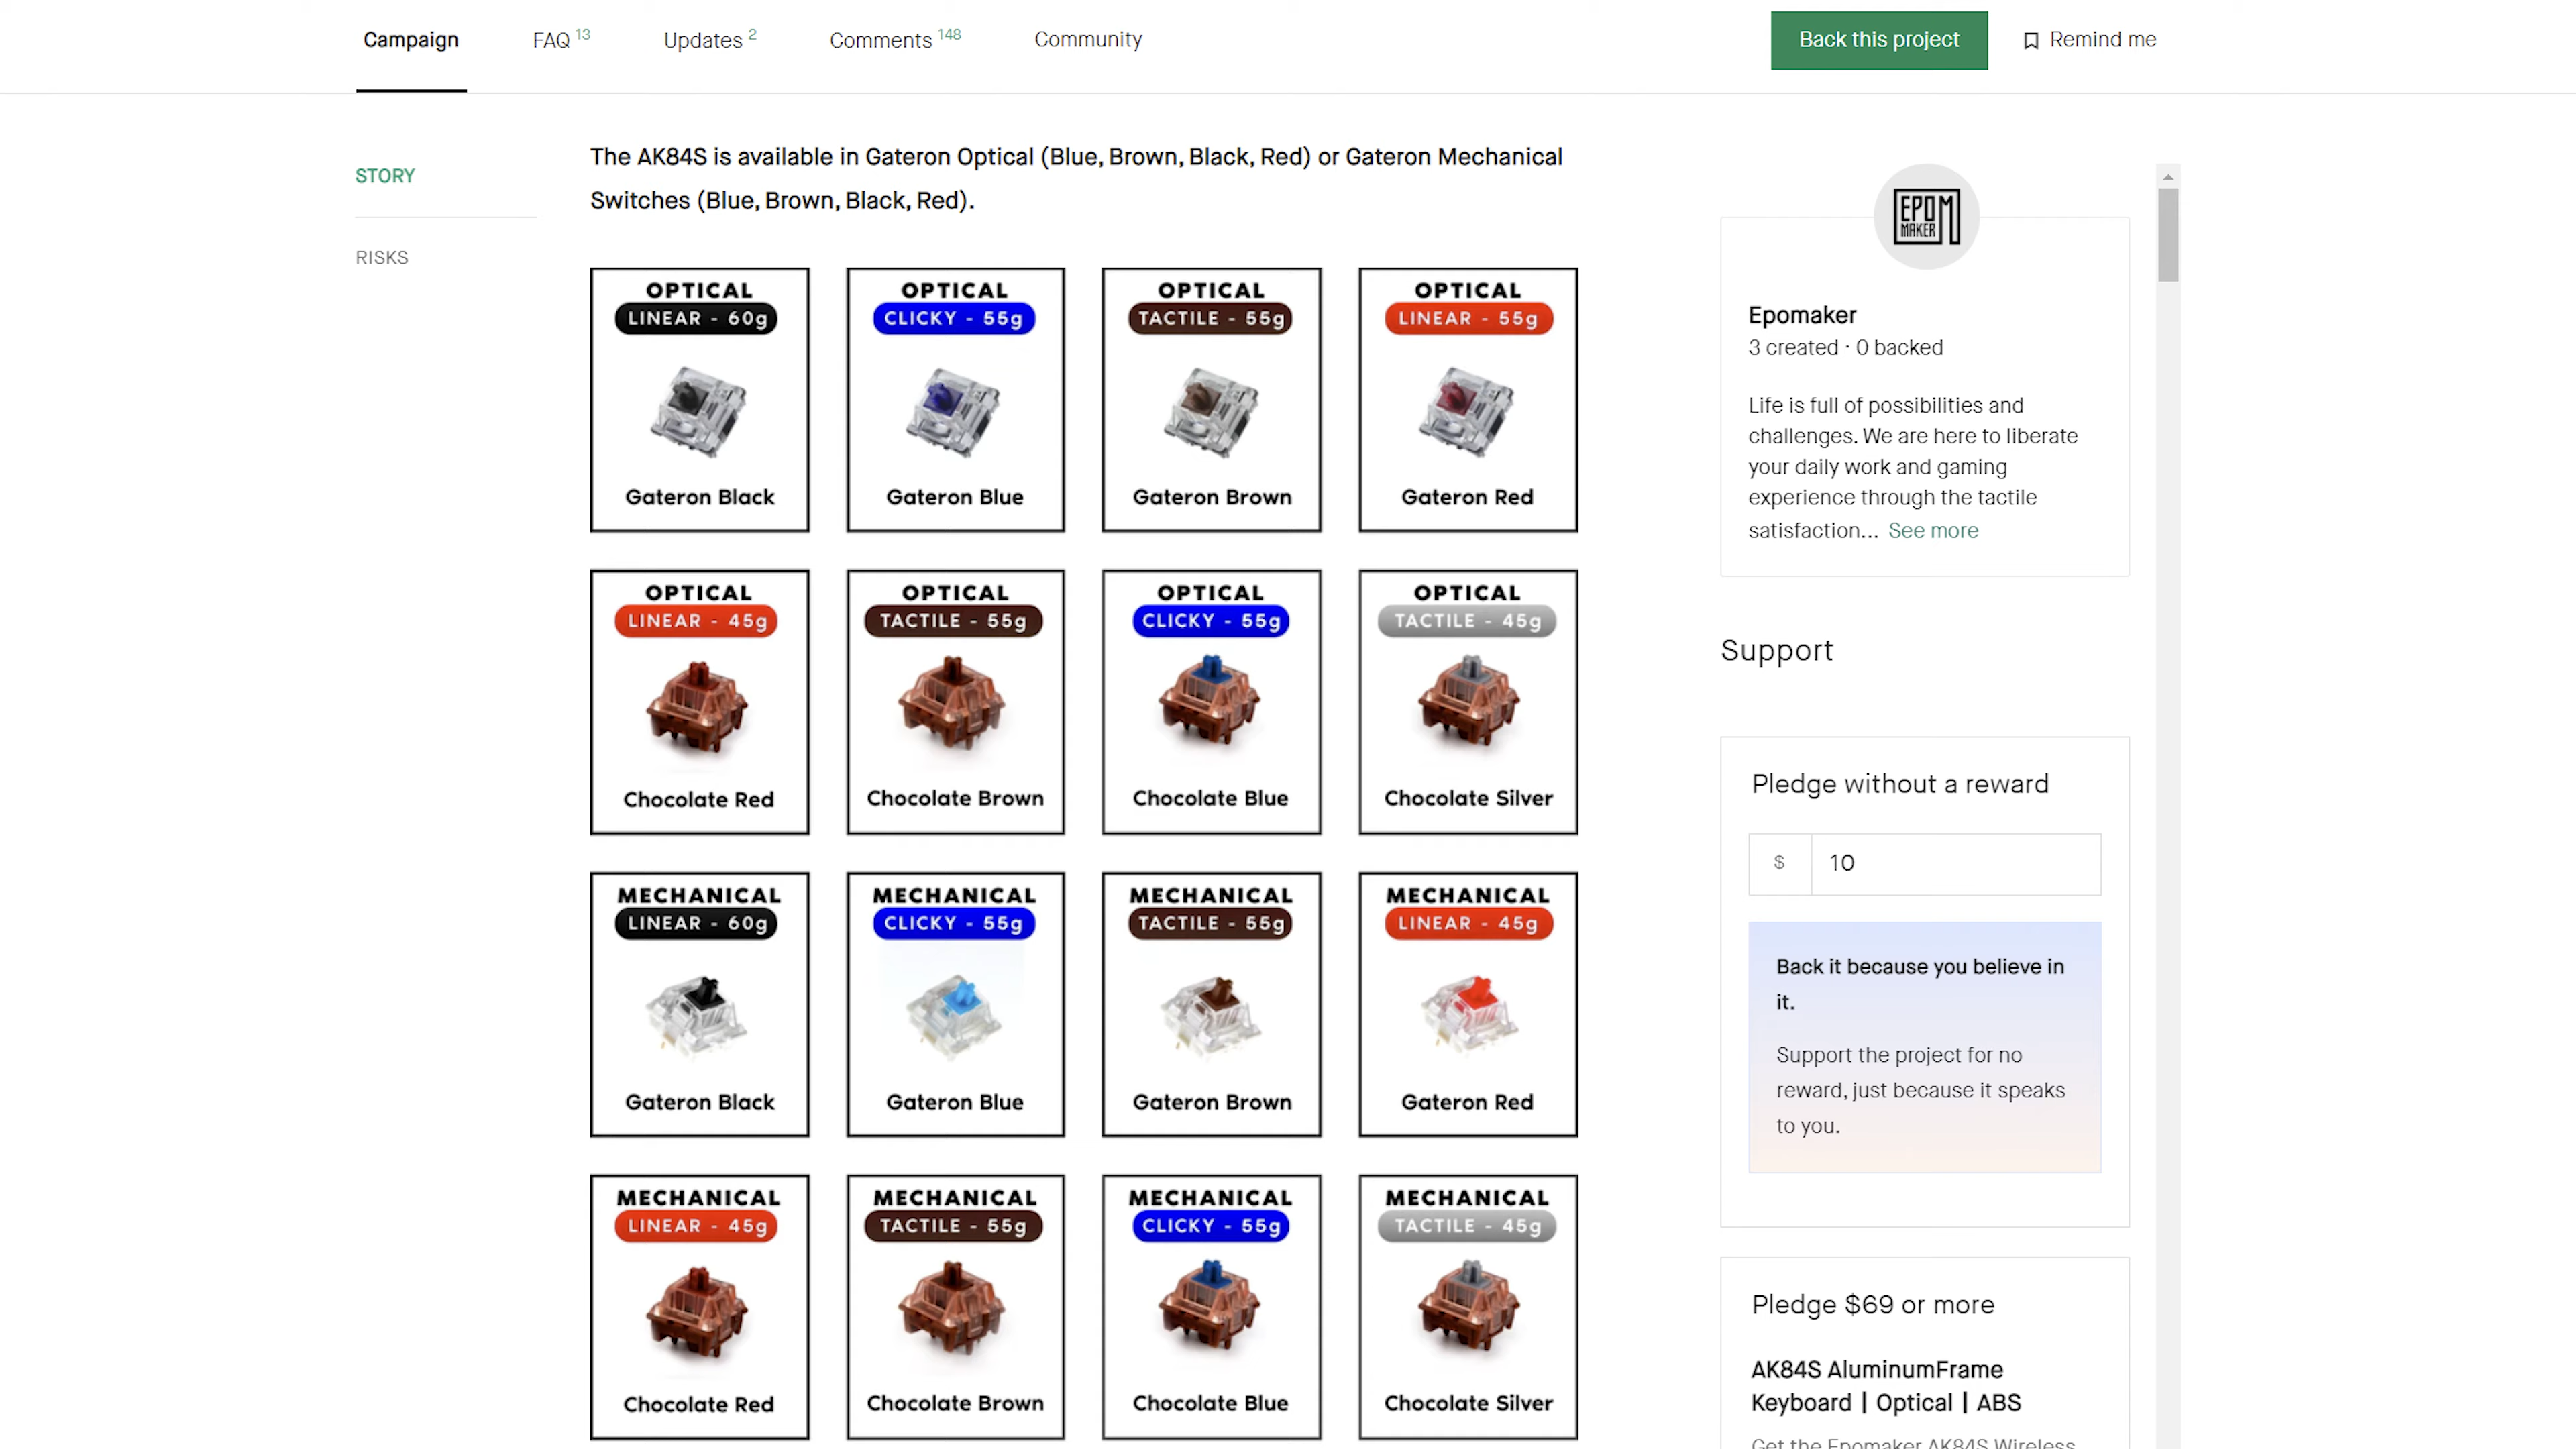 Campaign
FAQ 13
Updates 2
Comments 148
Community
Back this project
Remind me
STORY
RISKS
The AK84S is available in Gateron Optical (Blue, Brown, Black, Red) or Gateron Mechanical
Switches (Blue, Brown, Black, Red).
OPTICAL
LINEAR - 60g
Gateron Black
OPTICAL
CLICKY - 55g
Gateron Blue
OPTICAL
TACTILE - 55g
Gateron Brown
OPTICAL
LINEAR - 55g
Gateron Red
OPTICAL
LINEAR - 45g
Chocolate Red
OPTICAL
TACTILE - 55g
Chocolate Brown
OPTICAL
CLICKY - 55g
Chocolate Blue
OPTICAL
TACTILE - 45g
Chocolate Silver
MECHANICAL
LINEAR - 60g
Gateron Black
MECHANICAL
CLICKY - 55g
Gateron Blue
MECHANICAL
TACTILE - 55g
Gateron Brown
MECHANICAL
LINEAR - 45g
Gateron Red
MECHANICAL
LINEAR - 45g
Chocolate Red
MECHANICAL
TACTILE - 55g
Chocolate Brown
MECHANICAL
CLICKY - 55g
Chocolate Blue
MECHANICAL
TACTILE - 45g
Chocolate Silver
EPOM
MAKER
Epomaker
3 created · 0 backed
Life is full of possibilities and
challenges. We are here to liberate
your daily work and gaming
experience through the tactile
satisfaction... See more
Support
Pledge without a reward
$ 10
Back it because you believe in
it.
Support the project for no
reward, just because it speaks
to you.
Pledge $69 or more
AK84S AluminumFrame
Keyboard | Optical | ABS
Get the Epomaker AK84S Wireless